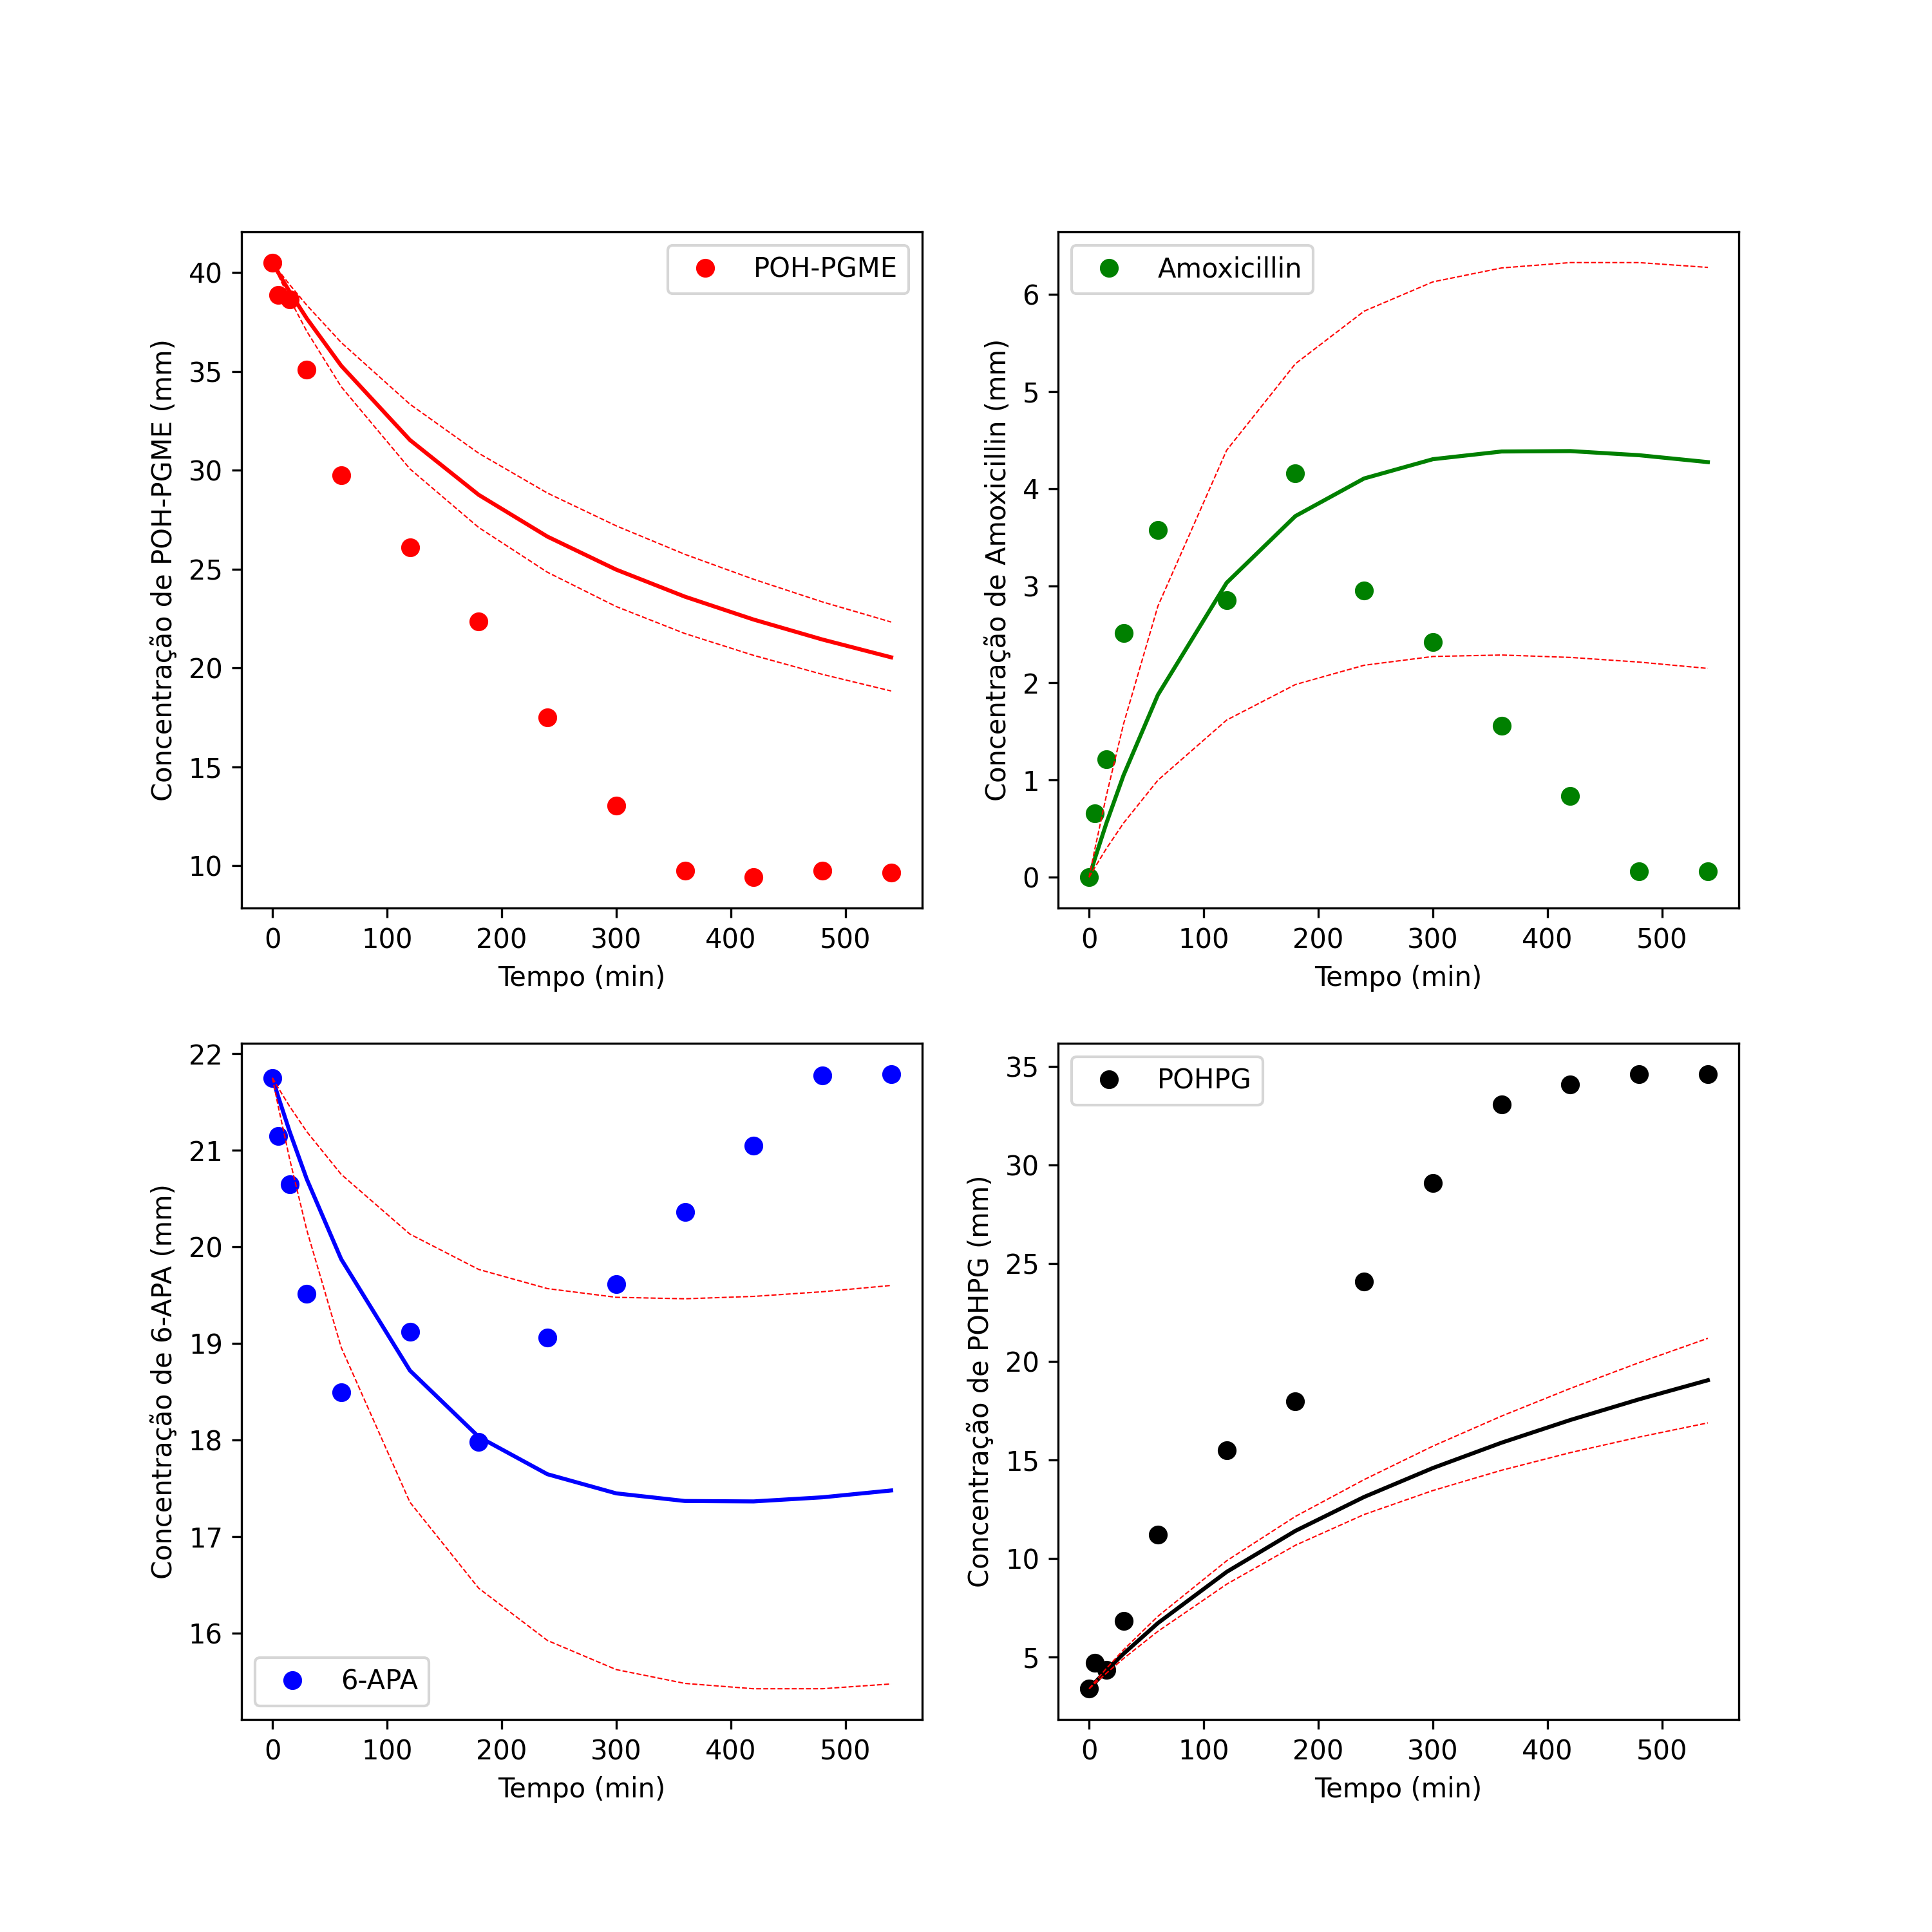 POH-PGME
Concentração de POH-PGME (mm)
40
35
30
25
20
15
10
0 100 200 300 400 500
Tempo (min)
Amoxicillin
Concentração de Amoxicillin (mm)
6
5
4
3
2
1
0
0 100 200 300 400 500
Tempo (min)
6-APA
Concentração de 6-APA (mm)
22
21
20
19
18
17
16
0 100 200 300 400 500
Tempo (min)
POHPG
Concentração de POHPG (mm)
35
30
25
20
15
10
5
0 100 200 300 400 500
Tempo (min)